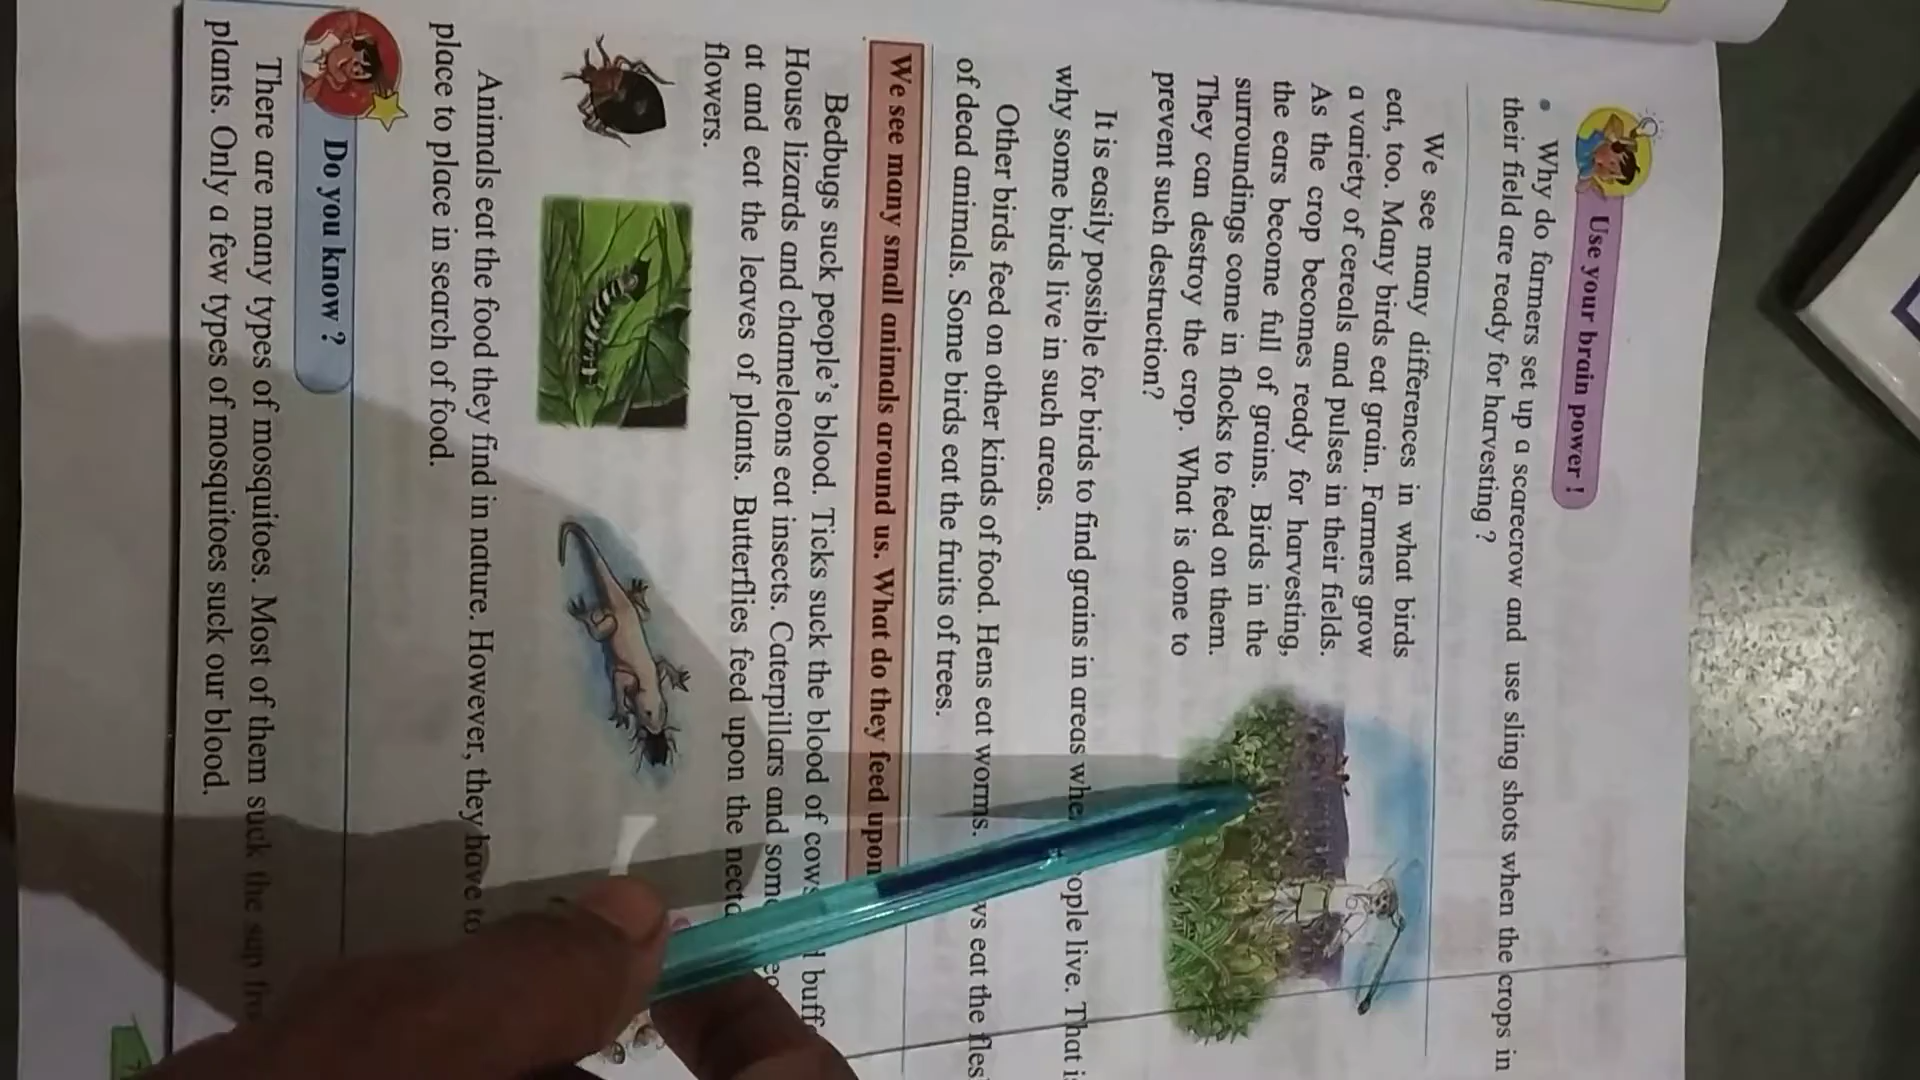 Use your brain power !
• Why do farmers set up a scarecrow and use sling shots when the crops in
their field are ready for harvesting ?
We see many differences in what birds
eat, too. Many birds eat grain. Farmers grow
a variety of cereals and pulses in their fields.
As the crop becomes ready for harvesting,
the ears become full of grains. Birds in the
surroundings come in flocks to feed on them.
They can destroy the crop. What is done to
prevent such destruction?
It is easily possible for birds to find grains in areas whe ople live. That i
why some birds live in such areas.
Other birds feed on other kinds of food. Hens eat worms. ws eat the fles
of dead animals. Some birds eat the fruits of trees.
We see many small animals around us. What do they feed upon
Bedbugs suck people's blood. Ticks suck the blood of cows d buff
House lizards and chameleons eat insects. Caterpillars and som
at and eat the leaves of plants. Butterflies feed upon the necta
flowers.
Animals eat the food they find in nature. However, they have to
place to place in search of food.
Do you know ?
There are many types of mosquitoes. Most of them suck the sap fro
plants. Only a few types of mosquitoes suck our blood.